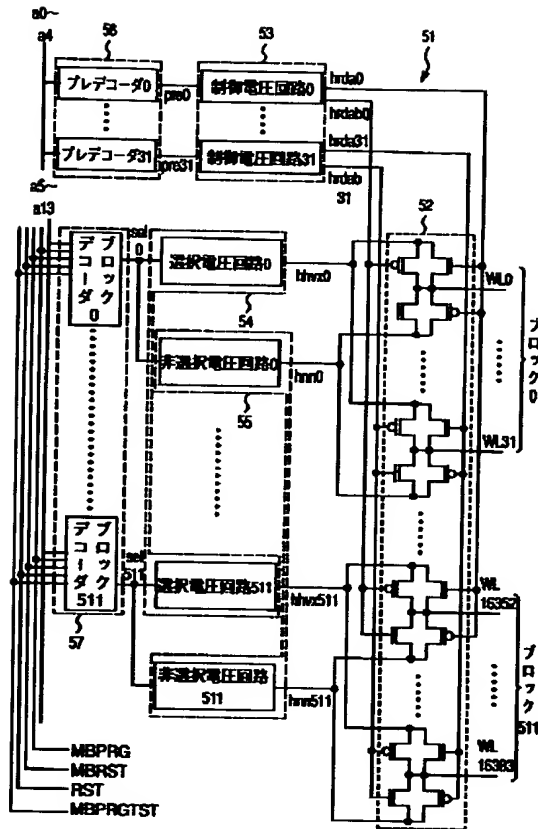 a0~
a4
56
53
51
プレデコーダ0
pre0
制御電圧回路0
hrda0
hrdab0
プレデコーダ31
pre31
制御電圧回路31
hrda31
hrdab
31
a5~
a13
ブロックデコーダ0
sel
0
選択電圧回路0
hhvx0
54
非選択電圧回路0
hnn0
55
52
WL0
WL31
ブロック0
ブロックデコーダ511
57
sel
511
選択電圧回路511
hhvx511
非選択電圧回路
511
hnn511
WL
16352
WL
16383
ブロック511
MBPRG
MBRST
RST
MBPRGTST